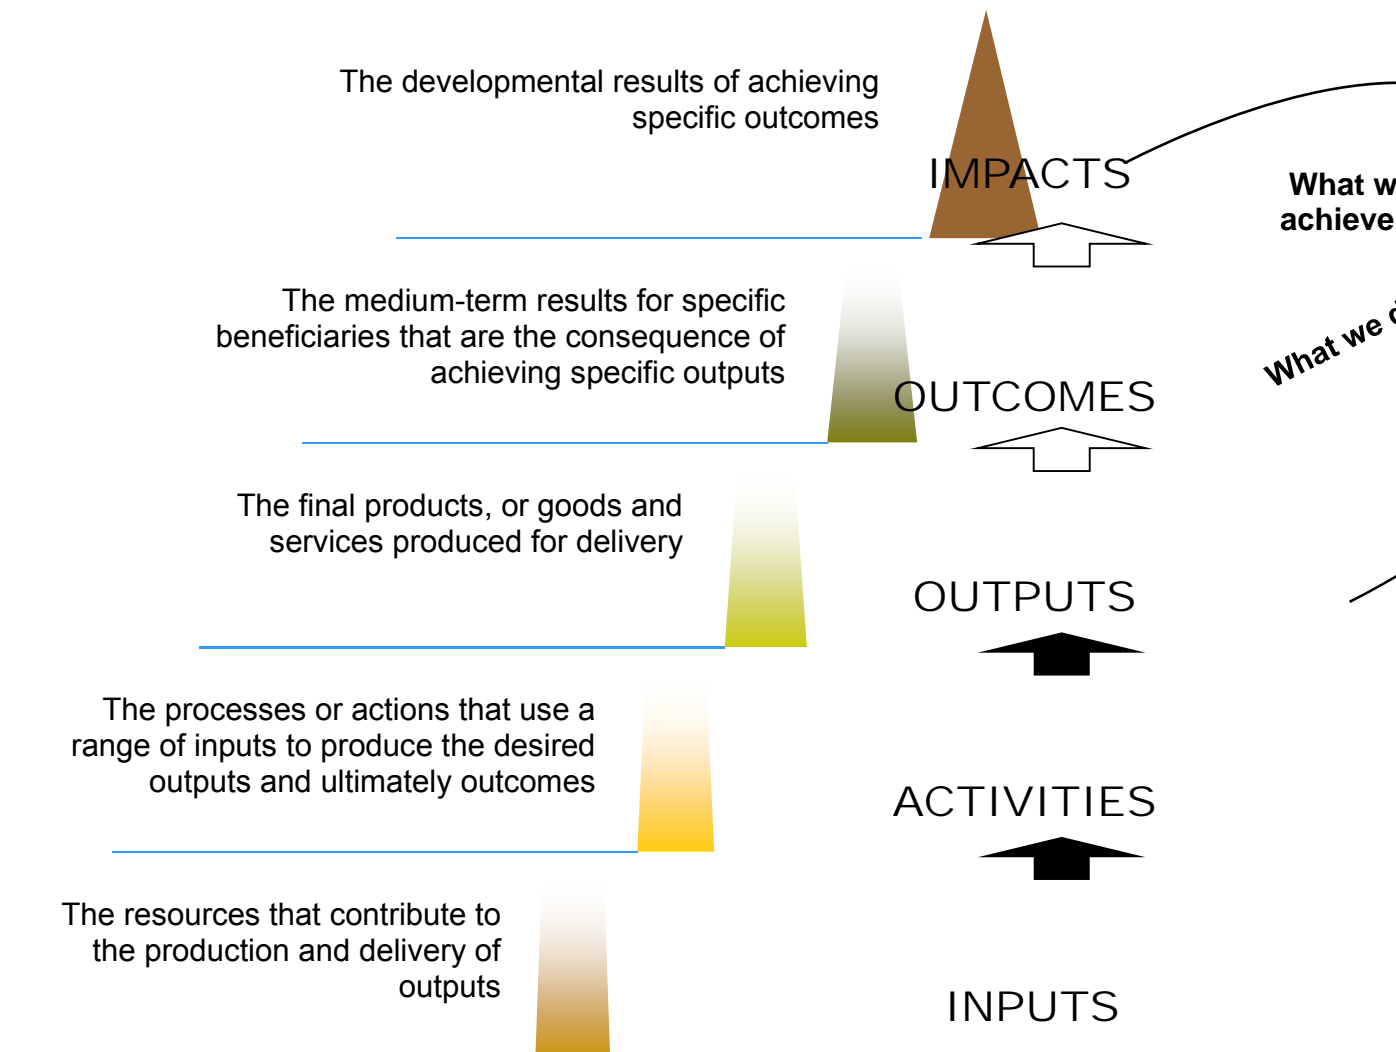 The developmental results of achieving
specific outcomes
IMPACTS
What w
achieve
The medium-term results for specific
beneficiaries that are the consequence of
achieving specific outputs
What we
OUTCOMES
The final products, or goods and
services produced for delivery
OUTPUTS
The processes or actions that use a
range of inputs to produce the desired
outputs and ultimately outcomes
ACTIVITIES
The resources that contribute to
the production and delivery of
outputs
INPUTS